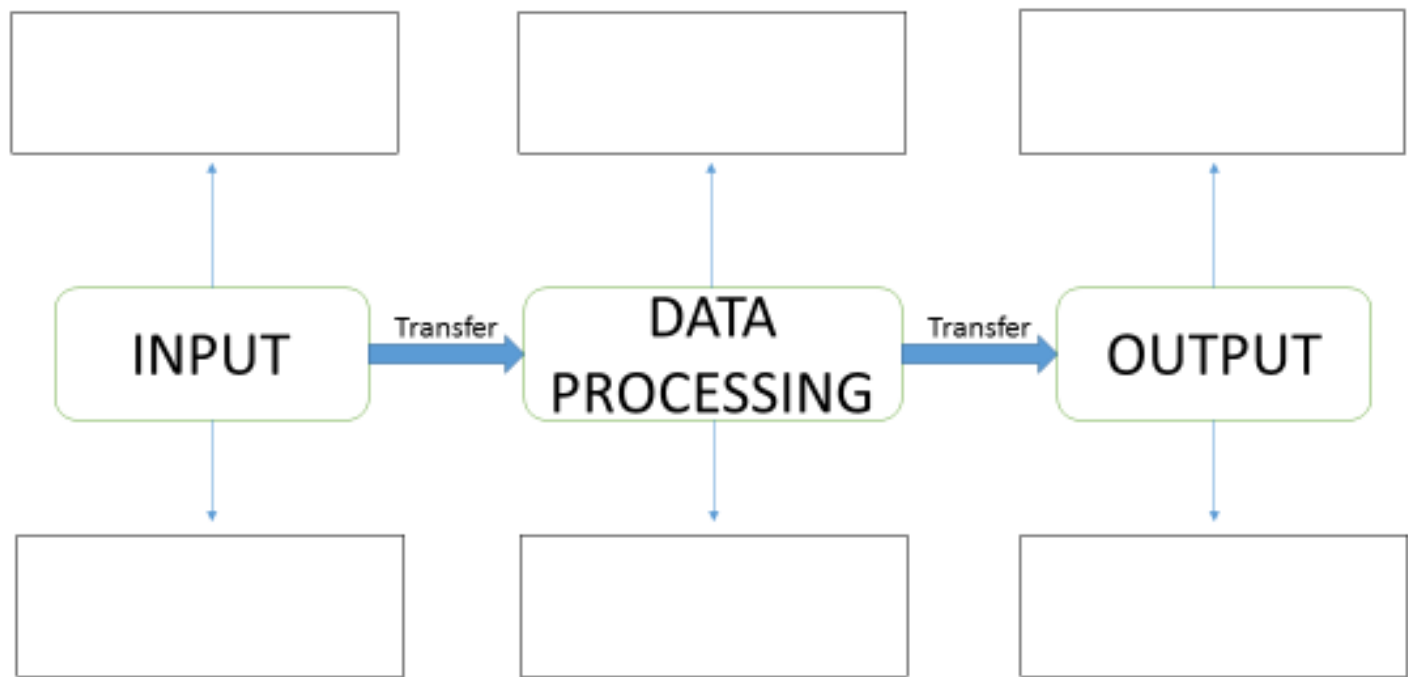 INPUT
Transfer
DATA
PROCESSING
Transfer
OUTPUT